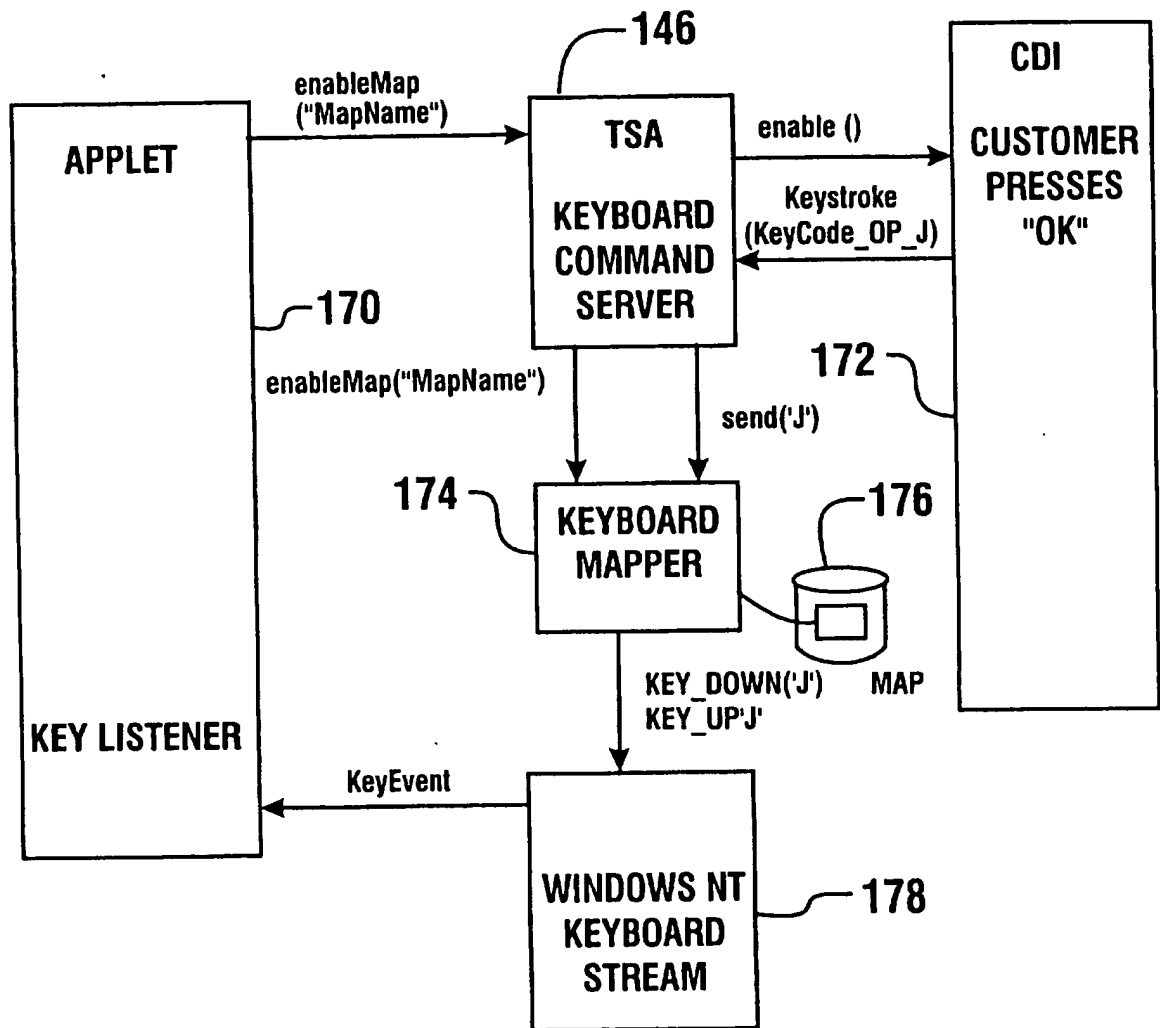 146
CDI
enableMap
("MapName")
APPLET
TSA
KEYBOARD
COMMAND
SERVER
enable ()
Keystroke
(KeyCode_OP_J)
CUSTOMER
PRESSES
"OK"
170
172
enableMap("MapName")
send('J')
174
KEYBOARD
MAPPER
176
KEY_DOWN('J')
KEY_UP'J'
MAP
KEY LISTENER
KeyEvent
WINDOWS NT
KEYBOARD
STREAM
178